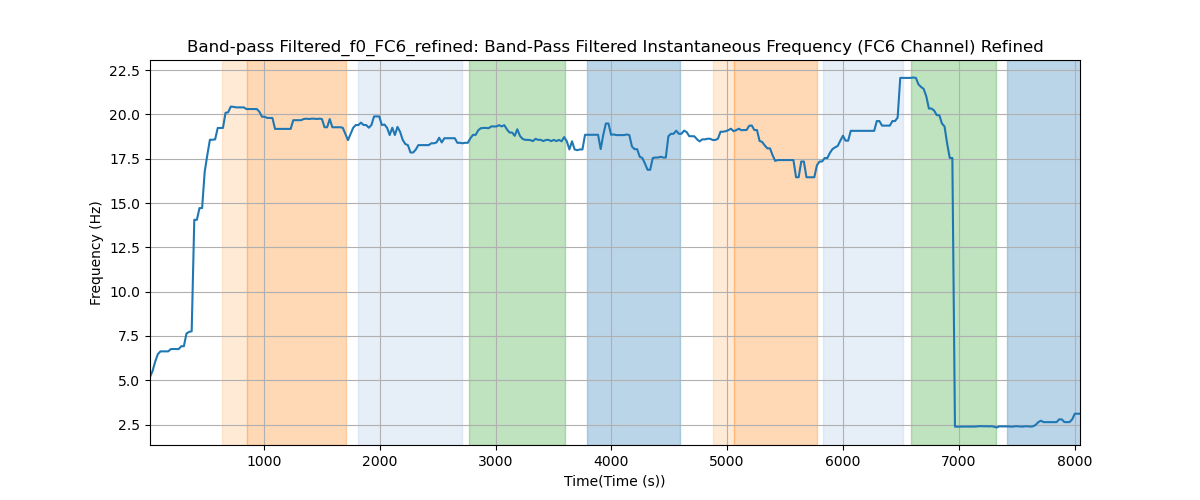 Band-pass Filtered_f0_FC6_refined: Band-Pass Filtered Instantaneous Frequency (FC6 Channel) Refined
22.5
20.0
17.5
15.0
12.5
10.0
7.5
5.0
2.5
Frequency (Hz)
1000 2000 3000 4000 5000 6000 7000 8000
Time(Time (s))